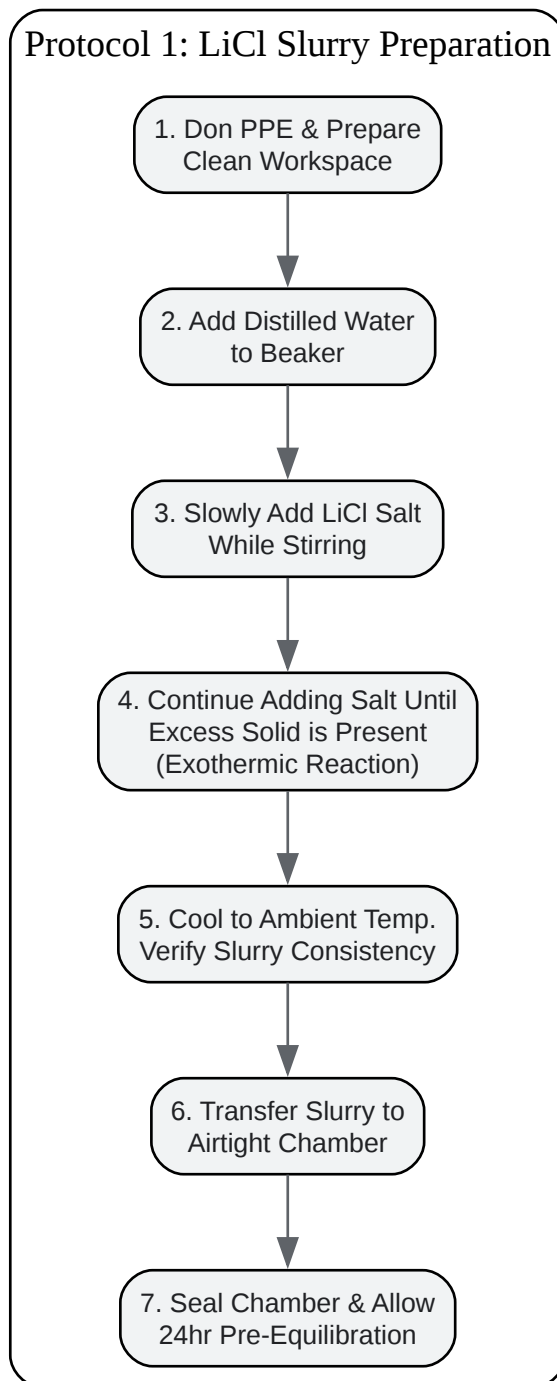 Protocol 1: LiCl Slurry Preparation
1. Don PPE & Prepare
Clean Workspace
2. Add Distilled Water
to Beaker
3. Slowly Add LiCl Salt
While Stirring
4. Continue Adding Salt Until
Excess Solid is Present
(Exothermic Reaction)
5. Cool to Ambient Temp.
Verify Slurry Consistency
6. Transfer Slurry to
Airtight Chamber
7. Seal Chamber & Allow
24hr Pre-Equilibration